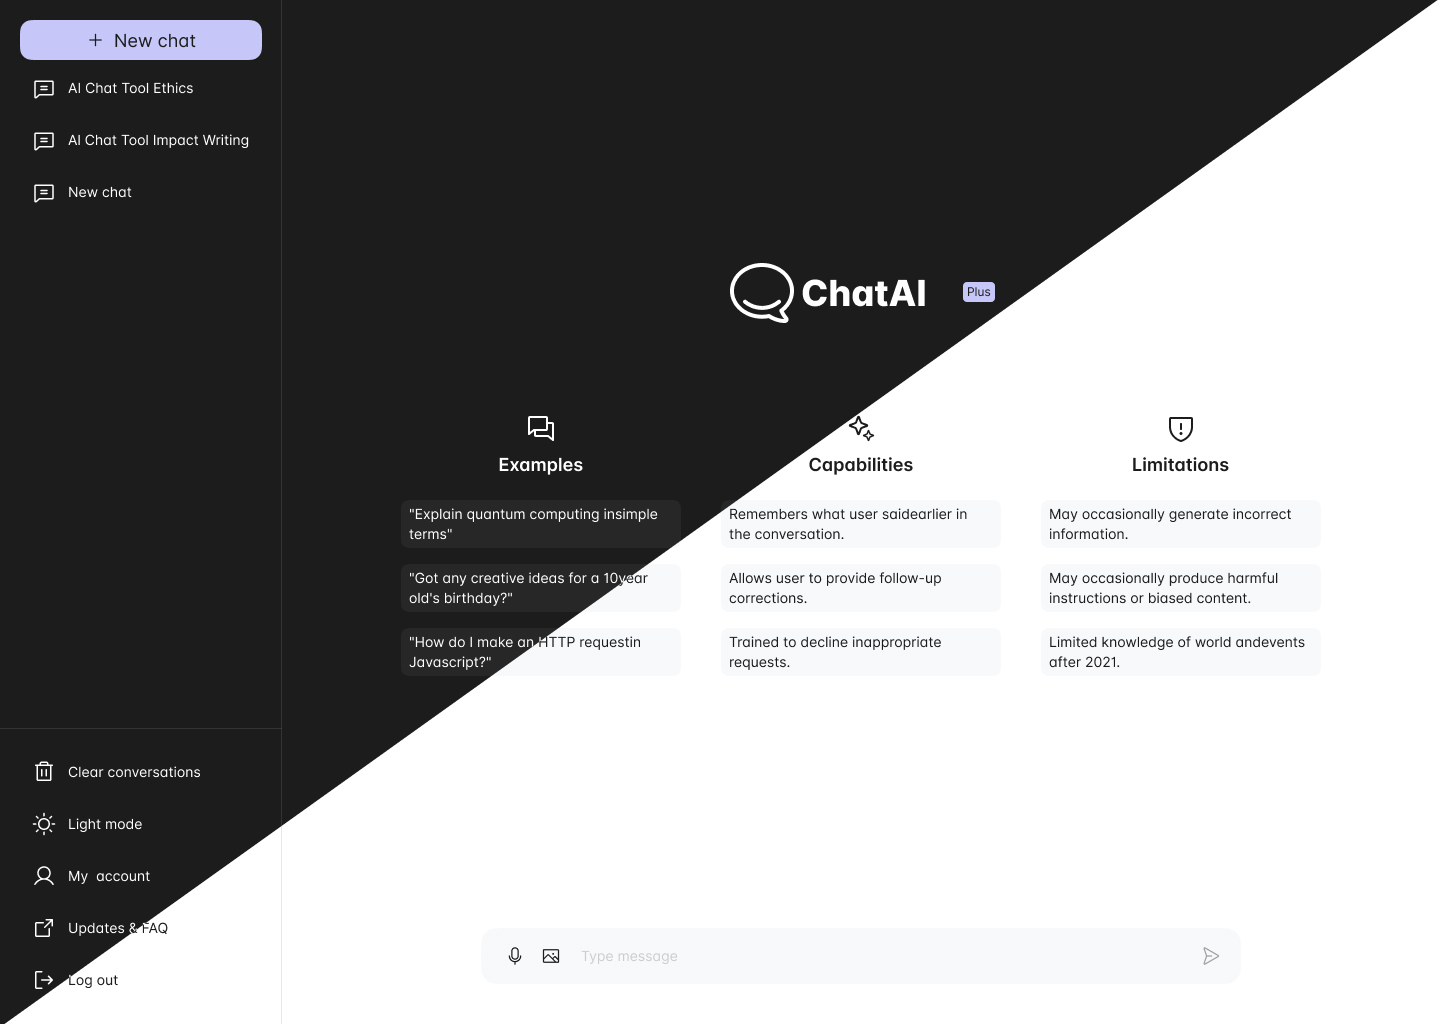 New chat
AI Chat Tool Ethics
AI Chat Tool Impact Writing
New chat
Clear conversations
Light mode
My  account
Updates & FAQ
Log out
ChatAI
Plus
Examples
"Explain quantum computing insimple
terms"
"Got any creative ideas for a 10year
old's birthday?"
"How do I make an HTTP requestin
Javascript?"
Capabilities
Remembers what user saidearlier in
the conversation.
Allows user to provide follow-up
corrections.
Trained to decline inappropriate
requests.
Limitations
May occasionally generate incorrect
information.
May occasionally produce harmful
instructions or biased content.
Limited knowledge of world andevents
after 2021.
Type message